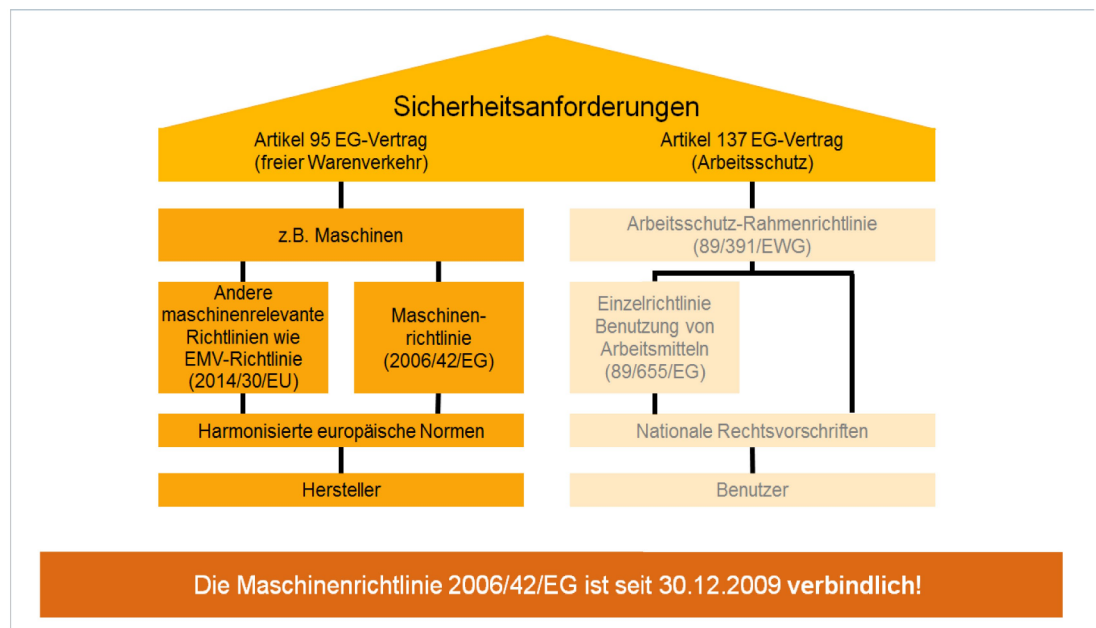 Sicherheitsanforderungen
Artikel 95 EG-Vertrag
(freier Warenverkehr)
Artikel 137 EG-Vertrag
(Arbeitsschutz)
z.B. Maschinen
Arbeitsschutz-Rahmenrichtlinie
(89/391/EWG)
Andere
maschinenrelevante
Richtlinien wie
EMV-Richtlinie
(2014/30/EU)
Maschinen-
richtlinie
(2006/42/EG)
Einzelrichtlinie
Benutzung von
Arbeitsmitteln
(89/655/EG)
Harmonisierte europäische Normen
Nationale Rechtsvorschriften
Hersteller
Benutzer
Die Maschinenrichtlinie 2006/42/EG ist seit 30.12.2009 verbindlich!